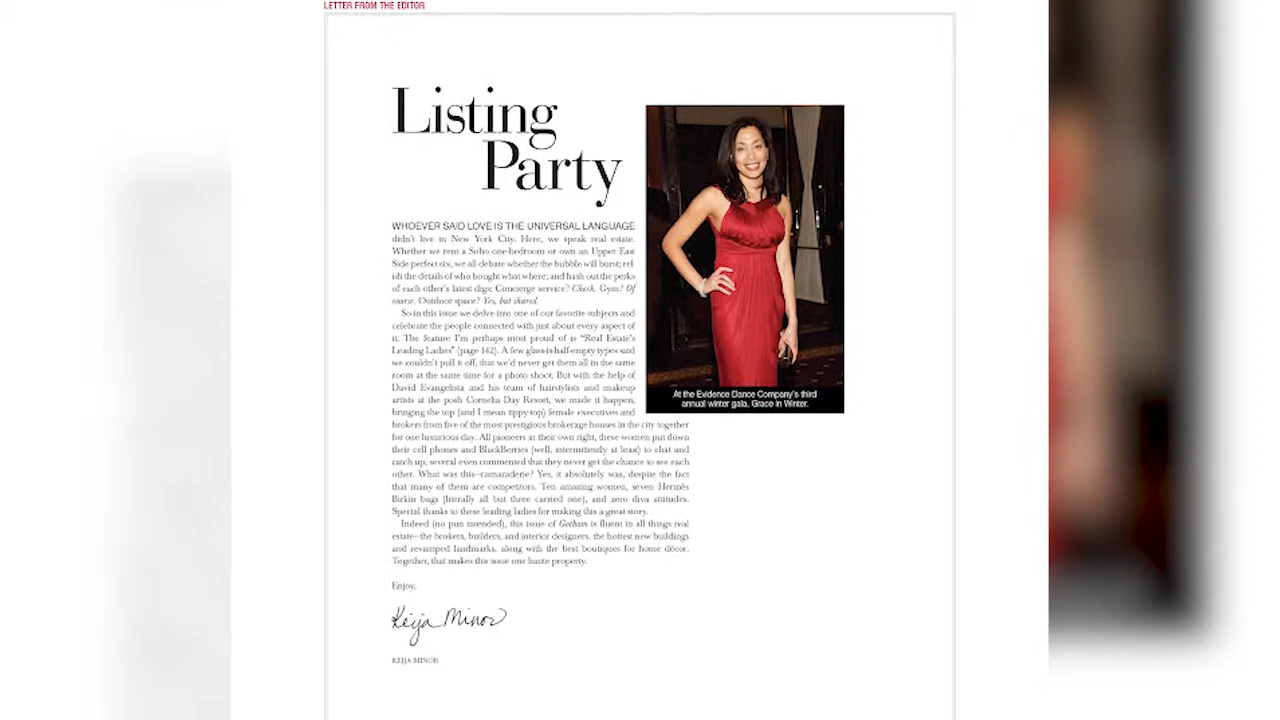 LETTER FROM THE EDITOR
Listing
Party
WHOEVER SAID LOVE IS THE UNIVERSAL LANGUAGE
didn't live in New York City. Here, we speak real estate.
Whether we rent a Soho one-bedroom or own an Upper East
Side perfect six, we all debate whether the bubble will burst; rel-
ish the details of who bought what where; and hash out the perks
of each other's latest digs: Concierge service? Check. Gym? Of
course. Outdoor space? Yes, but shared.
So in this issue we delve into one of our favorite subjects and
celebrate the people connected with just about every aspect of
it. The feature I'm perhaps most proud of is "Real Estate's
Leading Ladies" (page 142). A few glass-is-half-empty types said
we couldn't pull it off, that we'd never get them all in the same
room at the same time for a photo shoot. But with the help of
David Evangelista and his team of hairstylists and makeup
artists at the posh Cornelia Day Resort, we made it happen,
bringing the top (and I mean tippy-top) female executives and
brokers from five of the most prestigious brokerage houses in the city together
for one luxurious day. All pioneers in their own right, these women put down
their cell phones and BlackBerries (well, intermittently at least) to chat and
catch up; several even commented that they never get the chance to see each
other. What was this—camaraderie? Yes, it absolutely was, despite the fact
that many of them are competitors. Ten amazing women, seven Hermès
Birkin bags (literally all but three carried one), and zero diva attitudes.
Special thanks to these leading ladies for making this a great story.
Indeed (no pun intended), this issue of Gotham is fluent in all things real
estate—the brokers, builders, and interior designers, the hottest new buildings
and revamped landmarks, along with the best boutiques for home décor.
Together, that makes this issue one haute property.
Enjoy,
Keija Minor
KEIJA MINOR
At the Evidence Dance Company's third
annual winter gala, Grace in Winter.